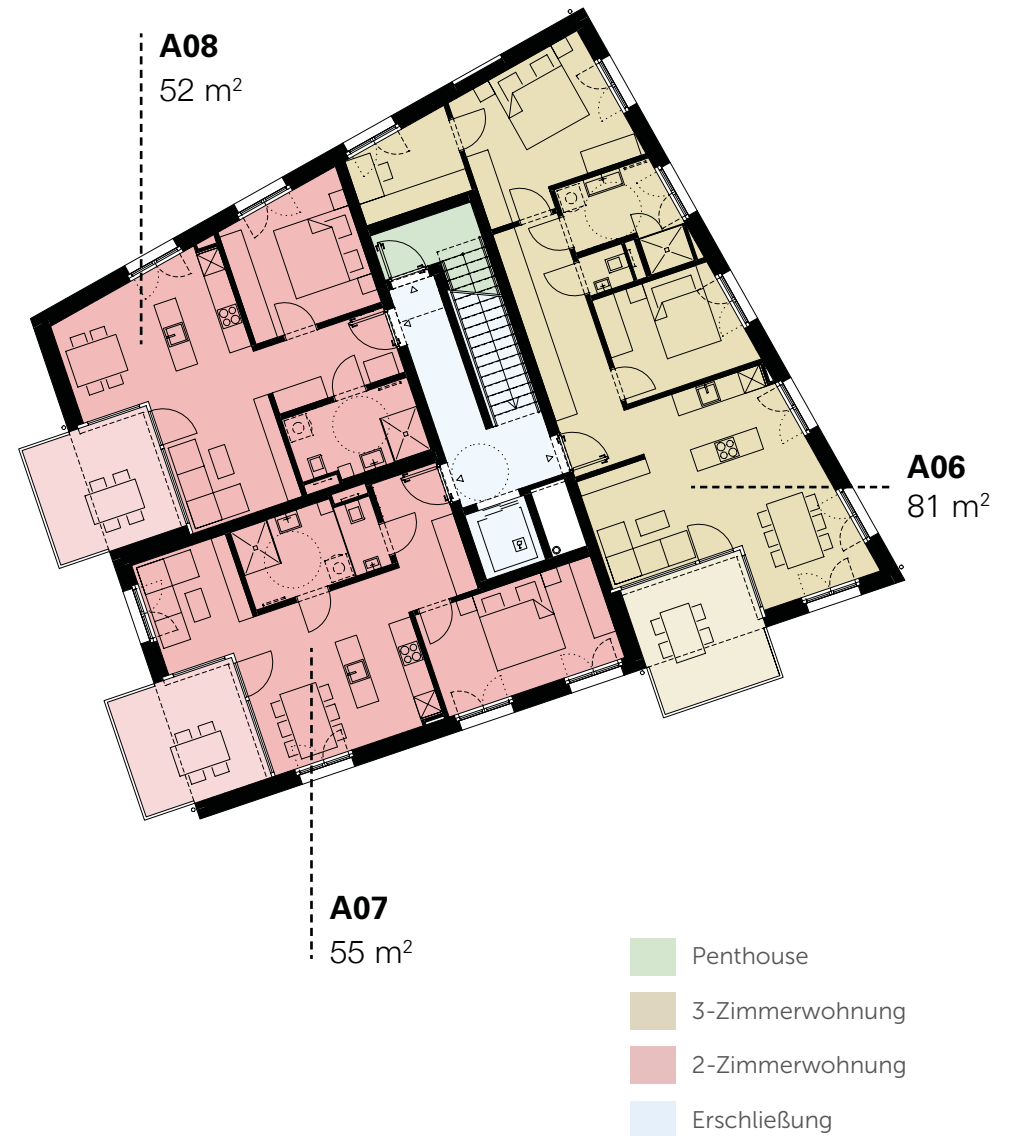 A08
52 m²
A06
81 m²
A07
55 m²
Penthouse
3-Zimmerwohnung
2-Zimmerwohnung
Erschließung